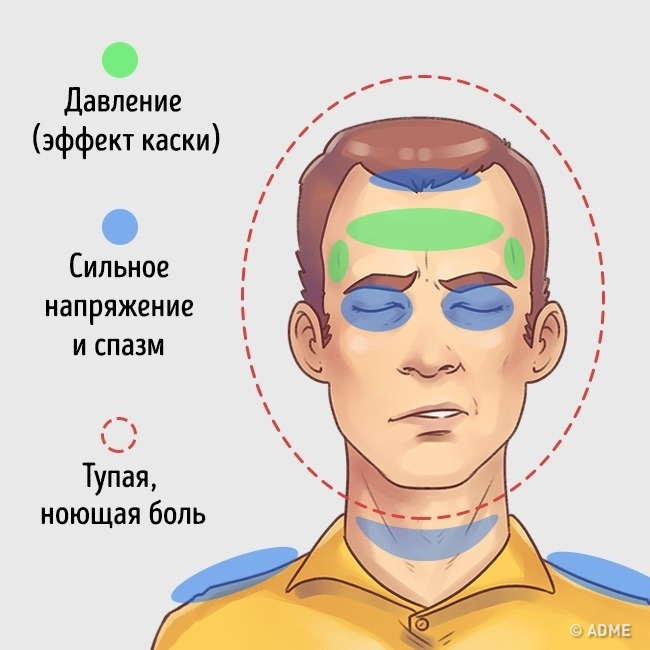 Давление
(эффект каски)
Сильное
напряжение
и спазм
Тупая,
ноющая боль
© ADME